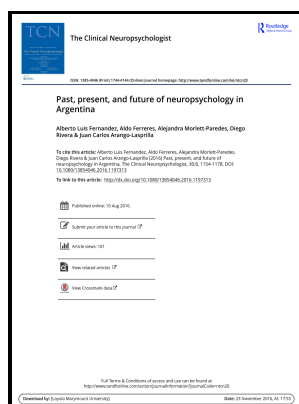 TCN
The Clinical Neuropsychologist
Routledge
The Clinical Neuropsychologist
ISSN: 1385-4046 (Print) 1744-4144 (Online) Journal homepage: http://www.tandfonline.com/loi/ntcn20
Past, present, and future of neuropsychology in
Argentina
Alberto Luis Fernandez, Aldo Ferreres, Alejandra Morlett-Paredes, Diego
Rivera & Juan Carlos Arango-Lasprilla
To cite this article: Alberto Luis Fernandez, Aldo Ferreres, Alejandra Morlett-Paredes,
Diego Rivera & Juan Carlos Arango-Lasprilla (2016) Past, present, and future of
neuropsychology in Argentina, The Clinical Neuropsychologist, 30:8, 1154-1178, DOI:
10.1080/13854046.2016.1197313
To link to this article: http://dx.doi.org/10.1080/13854046.2016.1197313
Published online: 10 Aug 2016.
Submit your article to this journal
Article views: 101
View related articles
View Crossmark data
Full Terms & Conditions of access and use can be found at
http://www.tandfonline.com/action/journalInformation?journalCode=ntcn20
Download by: [Loyola Marymount University]
Date: 23 November 2016, At: 17:55